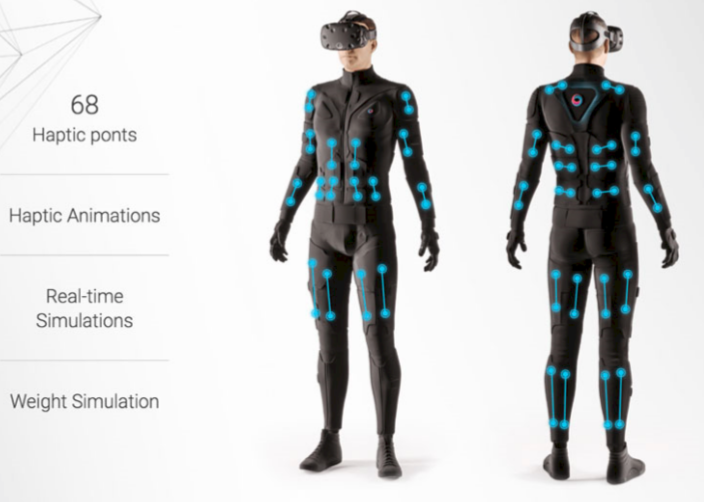 68
Haptic ponts
Haptic Animations
Real-time
Simulations
Weight Simulation